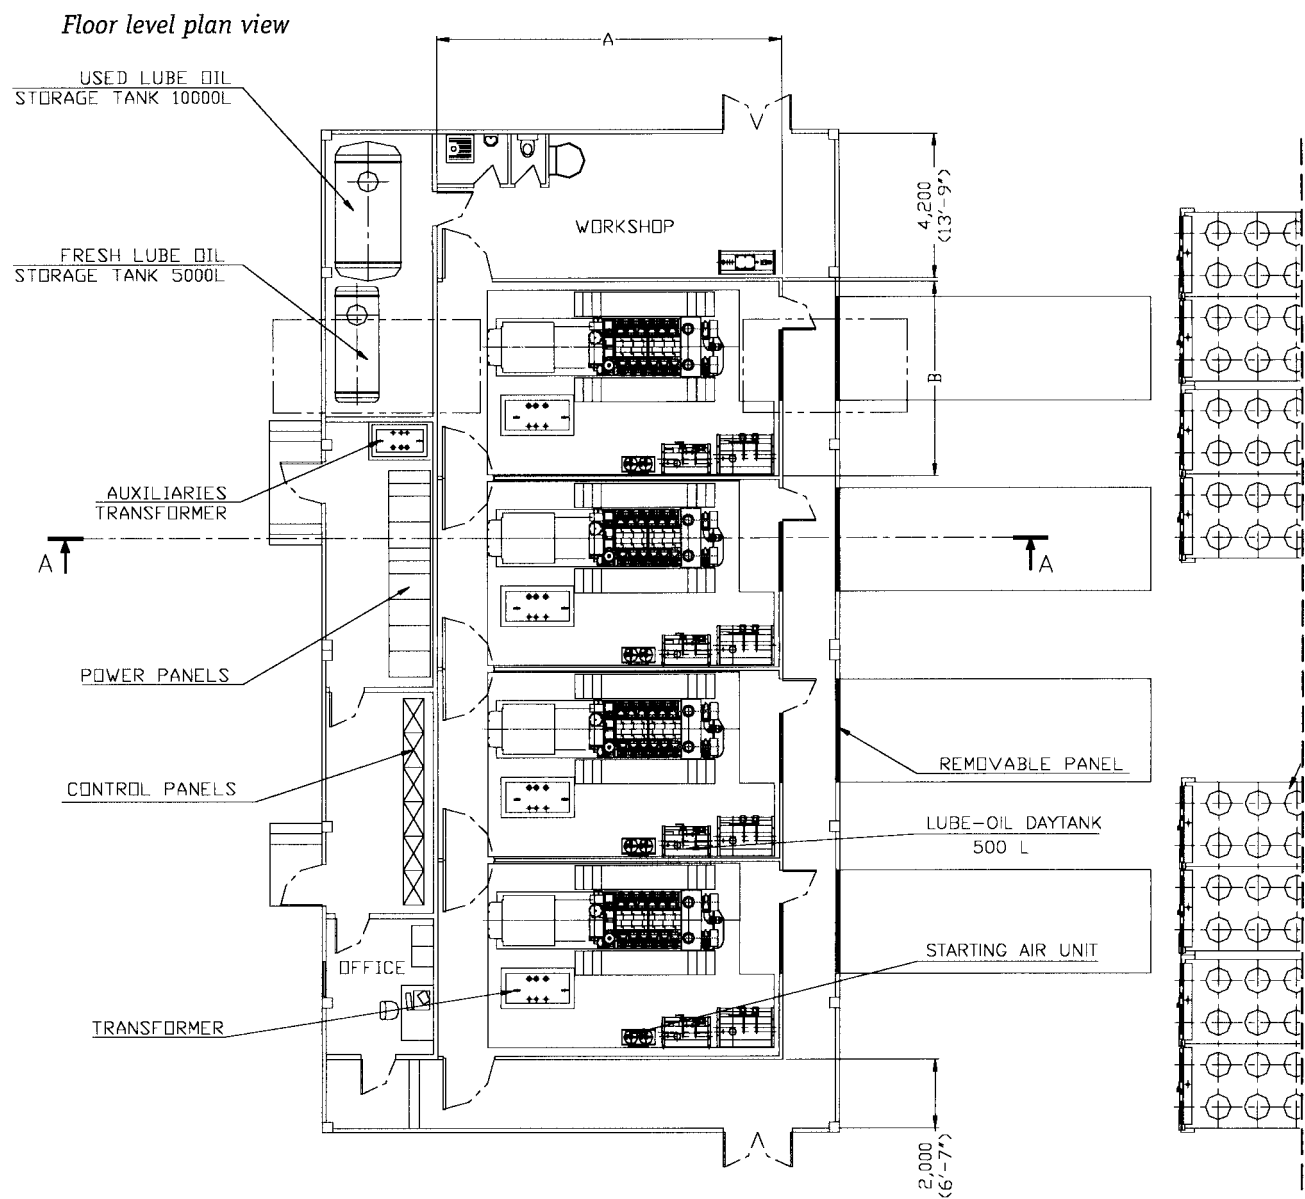 Floor level plan view
A
USED LUBE OIL
STORAGE TANK 10000L
4,200
(13'-9")
WORKSHOP
FRESH LUBE OIL
STORAGE TANK 5000L
B
AUXILIARIES
TRANSFORMER
A
A
POWER PANELS
REMOVABLE PANEL
CONTROL PANELS
LUBE-OIL DAYTANK
500 L
STARTING AIR UNIT
OFFICE
TRANSFORMER
2,000
(6'-7")